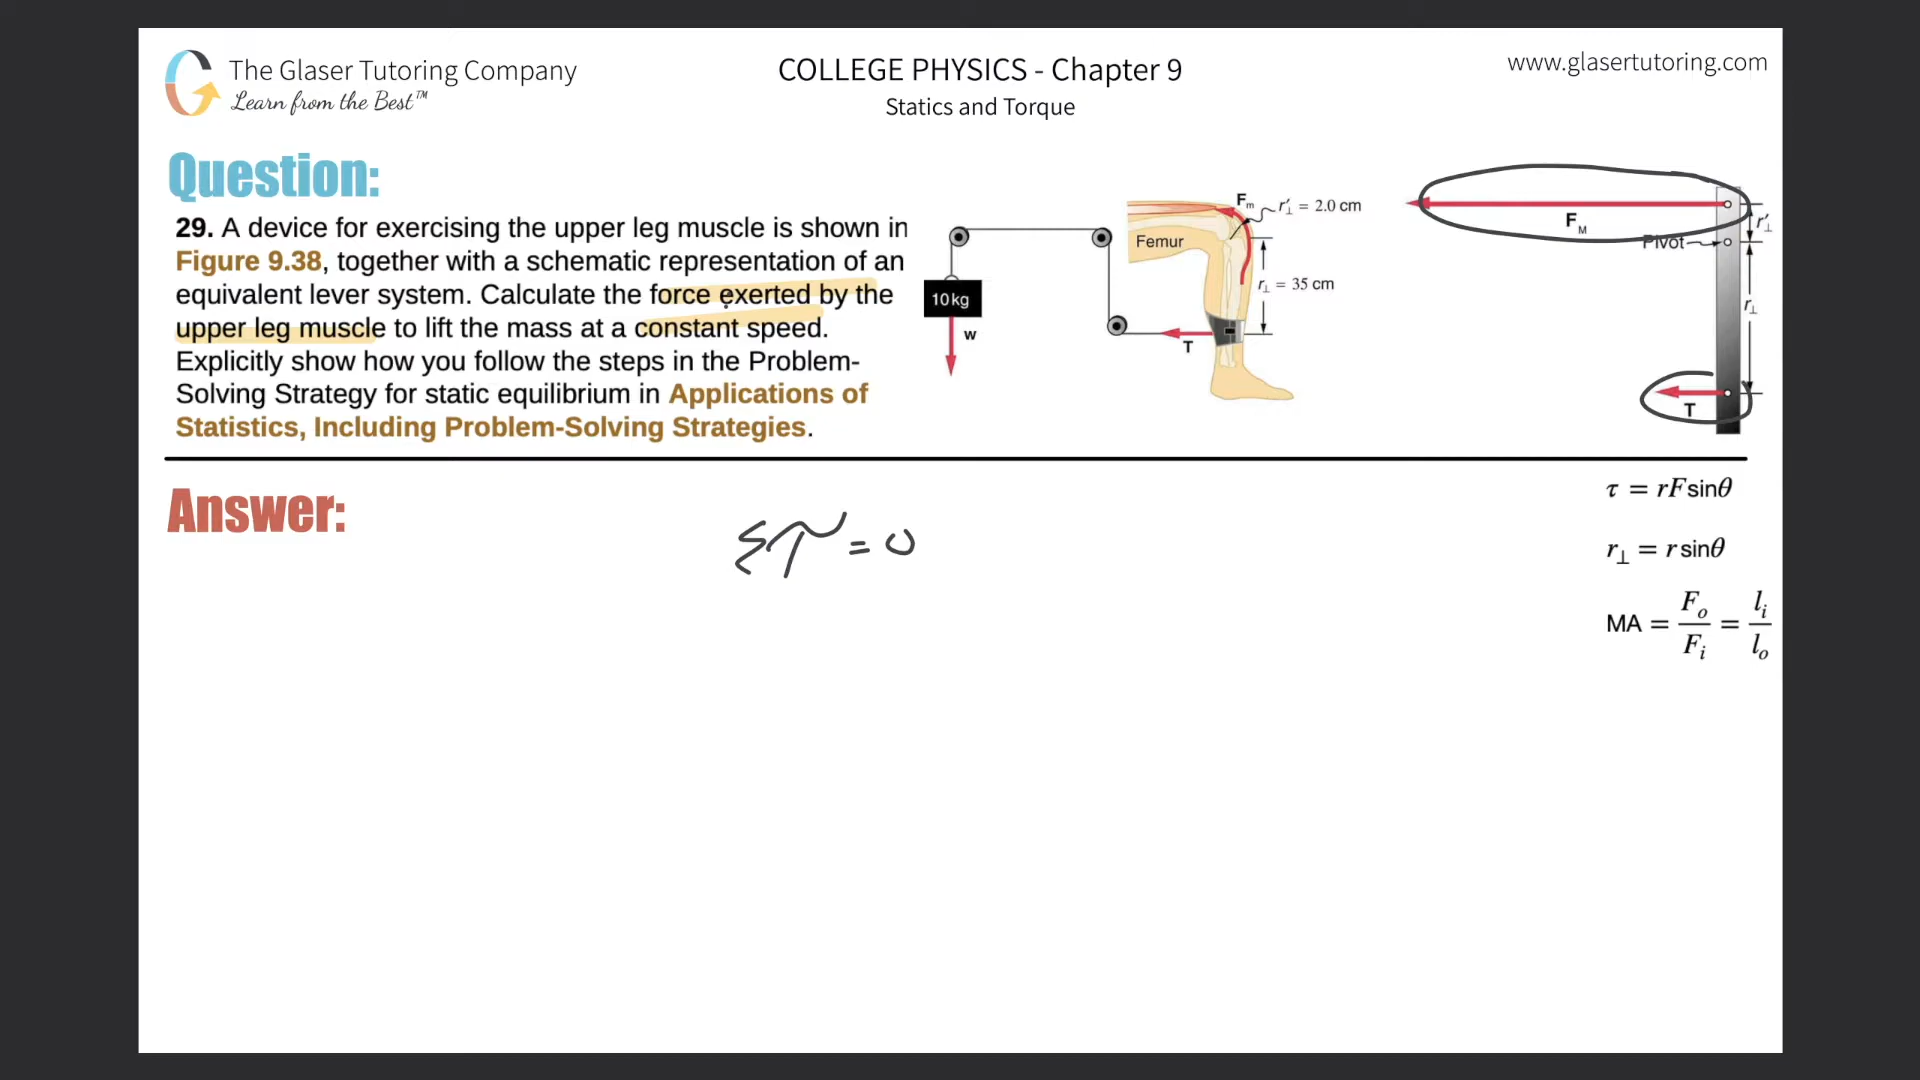 The Glaser Tutoring Company
Learn from the Best™
COLLEGE PHYSICS - Chapter 9
Statics and Torque
www.glasertutoring.com
Question:
29. A device for exercising the upper leg muscle is shown in
Figure 9.38, together with a schematic representation of an
equivalent lever system. Calculate the force exerted by the
upper leg muscle to lift the mass at a constant speed.
Explicitly show how you follow the steps in the Problem-
Solving Strategy for static equilibrium in Applications of
Statistics, Including Problem-Solving Strategies.
10 kg
w
Femur
Fm
r′⊥ = 2.0 cm
r⊥ = 35 cm
T
FM
r′⊥
Pivot
r⊥
T
Answer:
Στ = 0
τ = rF sinθ
r⊥ = r sinθ
MA = Fo/Fi = li/lo